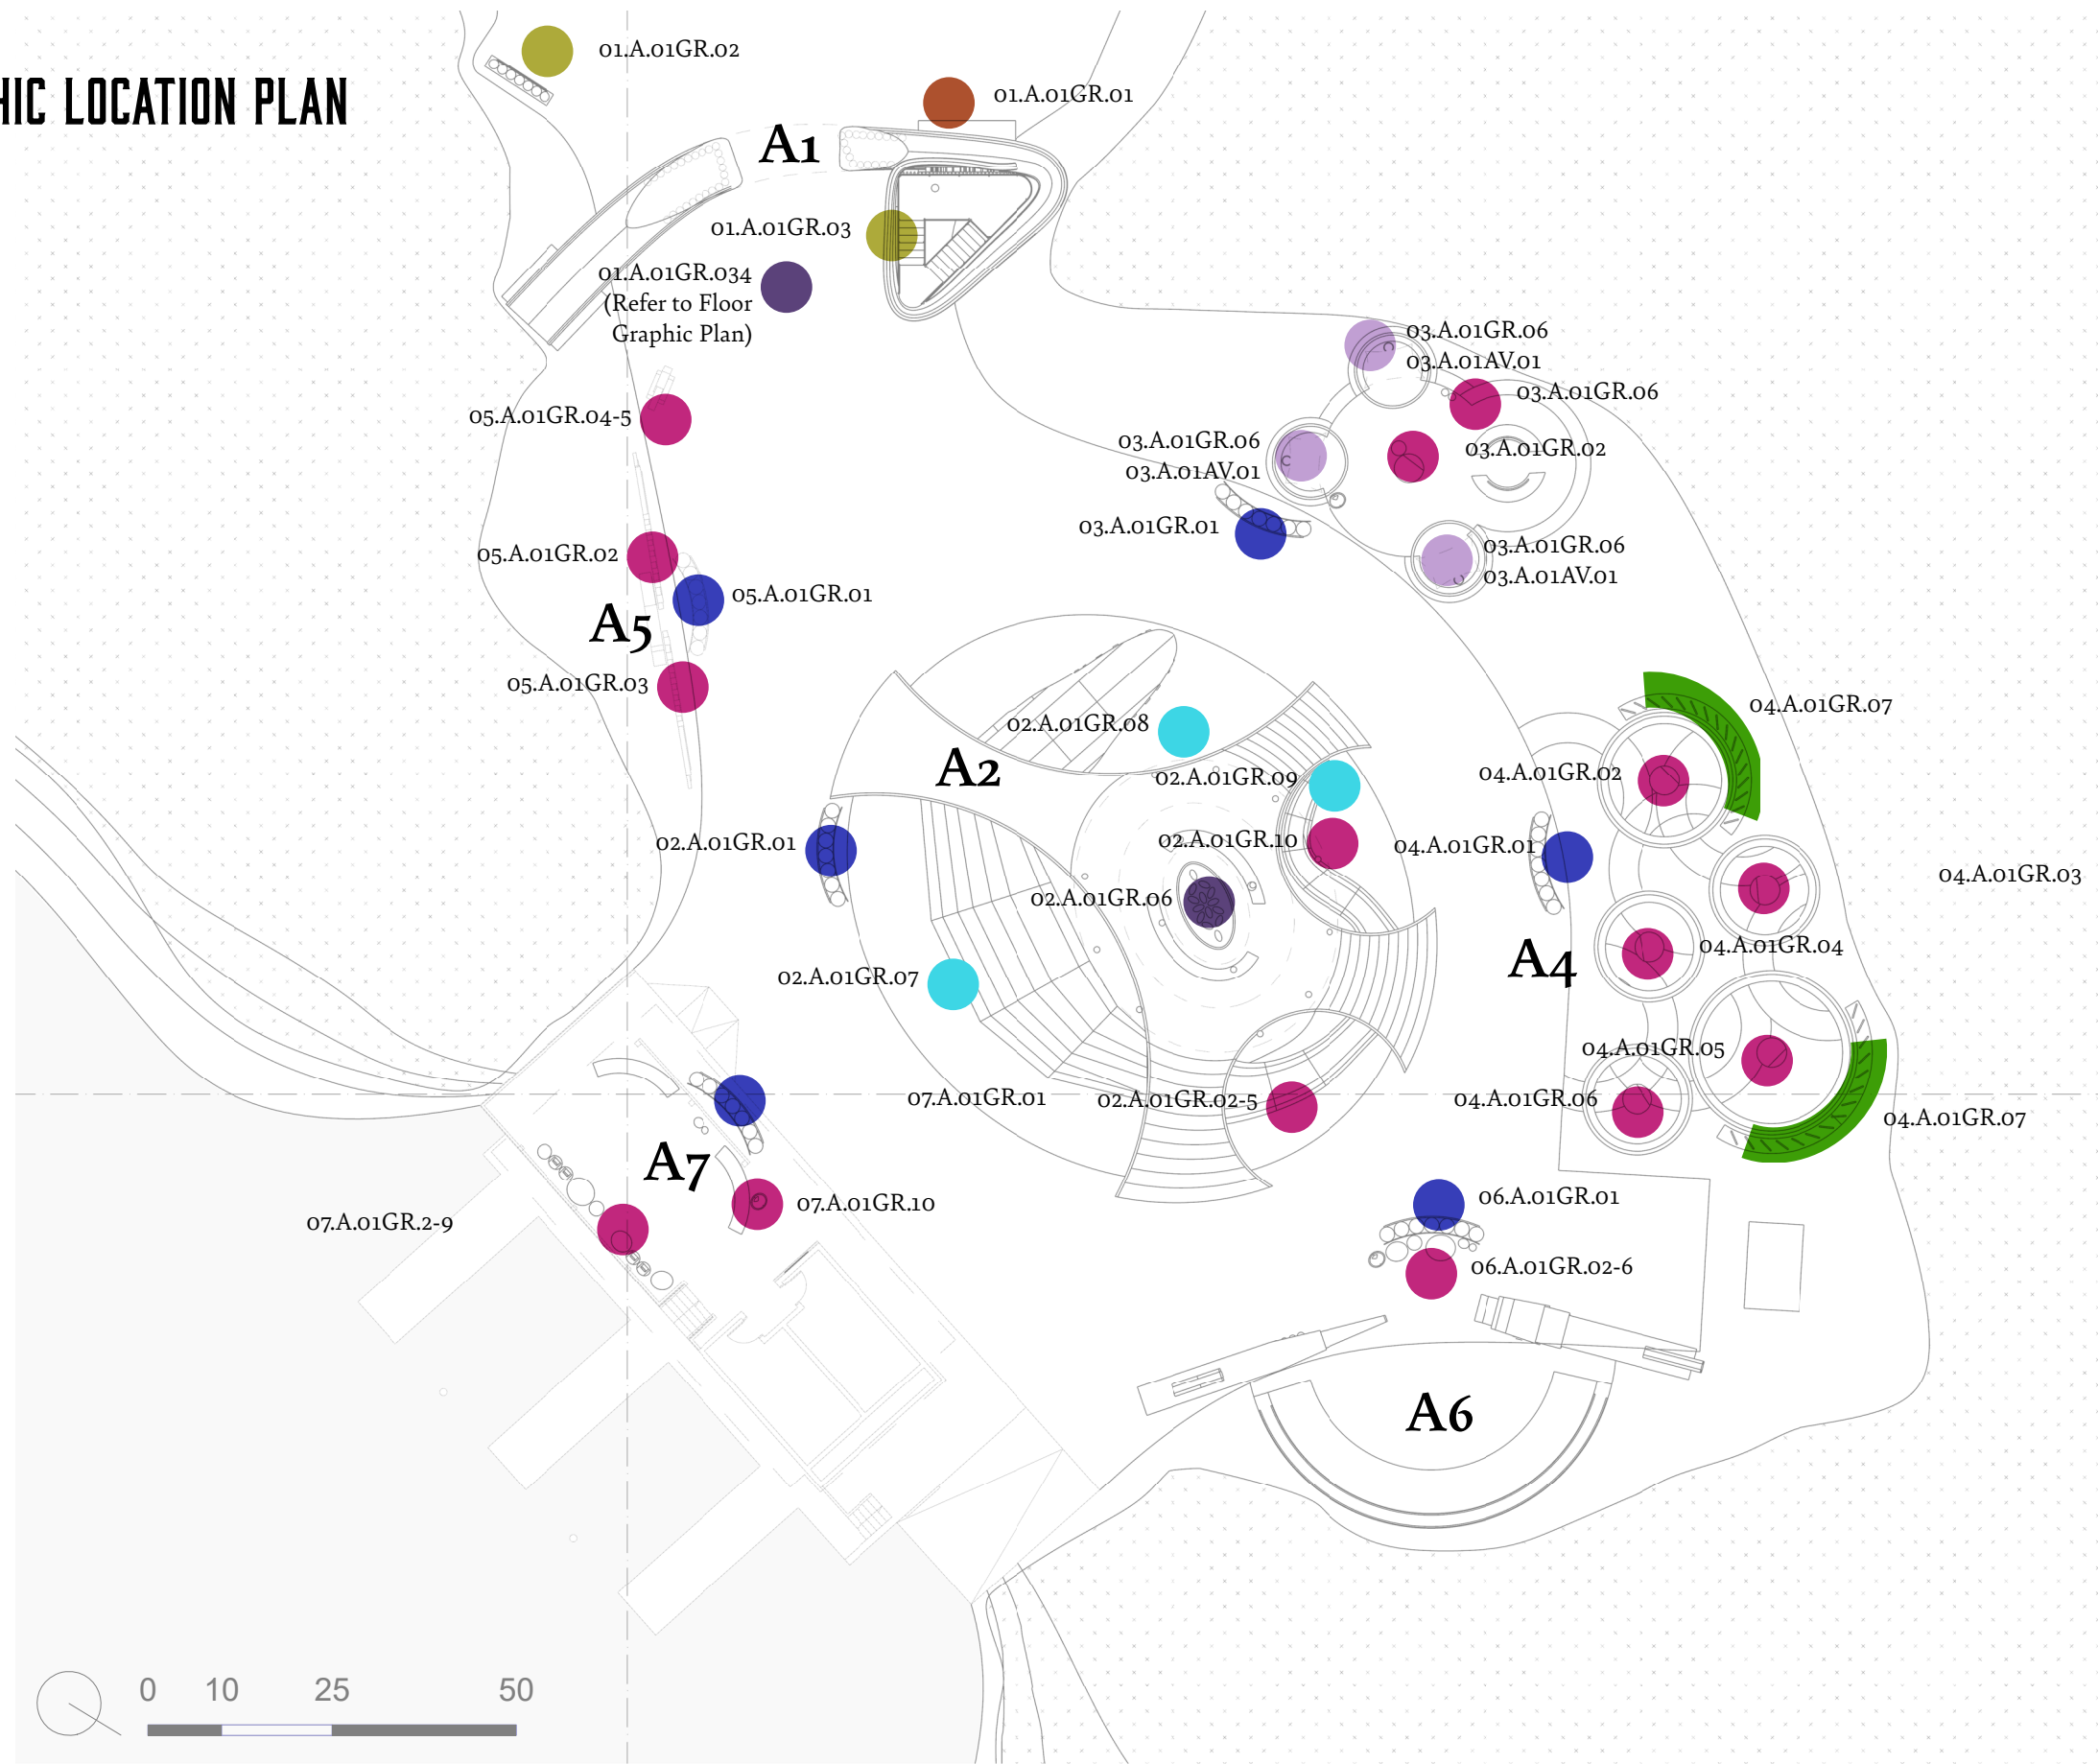 HIC LOCATION PLAN
01.A.01GR.02
01.A.01GR.01
A1
01.A.01GR.03
01.A.01GR.034
(Refer to Floor
Graphic Plan)
03.A.01GR.06
03.A.01AV.01
03.A.01GR.06
05.A.01GR.04-5
03.A.01GR.06
03.A.01AV.01
03.A.01GR.02
03.A.01GR.01
03.A.01GR.06
03.A.01AV.01
05.A.01GR.02
05.A.01GR.01
A5
05.A.01GR.03
04.A.01GR.07
02.A.01GR.08
A2
02.A.01GR.09
04.A.01GR.02
02.A.01GR.01
02.A.01GR.10
04.A.01GR.01
04.A.01GR.03
02.A.01GR.06
04.A.01GR.04
A4
02.A.01GR.07
04.A.01GR.05
07.A.01GR.01
02.A.01GR.02-5
04.A.01GR.06
04.A.01GR.07
A7
07.A.01GR.10
07.A.01GR.2-9
06.A.01GR.01
06.A.01GR.02-6
A6
0 10 25 50